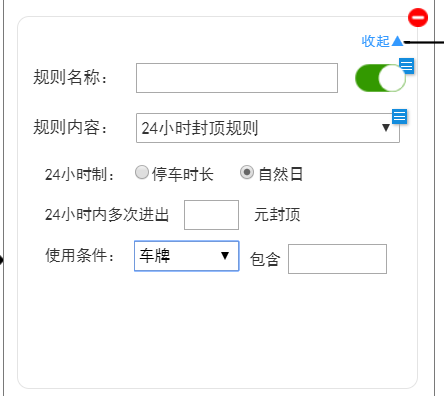 收起
规则名称：
规则内容： 24小时封顶规则
24小时制： 停车时长 自然日
24小时内多次进出 元封顶
使用条件： 车牌 包含